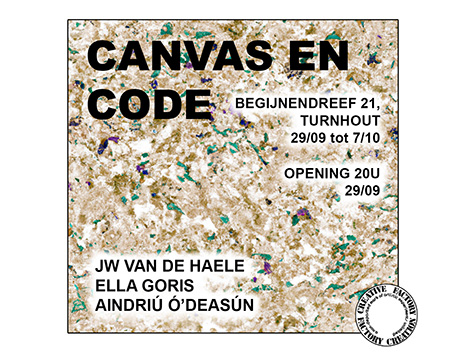 CANVAS EN
CODE
BEGIJNENDREEF 21,
TURNHOUT
29/09 tot 7/10
OPENING 20U
29/09
JW VAN DE HAELE
ELLA GORIS
AINDRIÚ Ó'DEASÚN
CREATIVE FACTORY
FACTORY CREATION